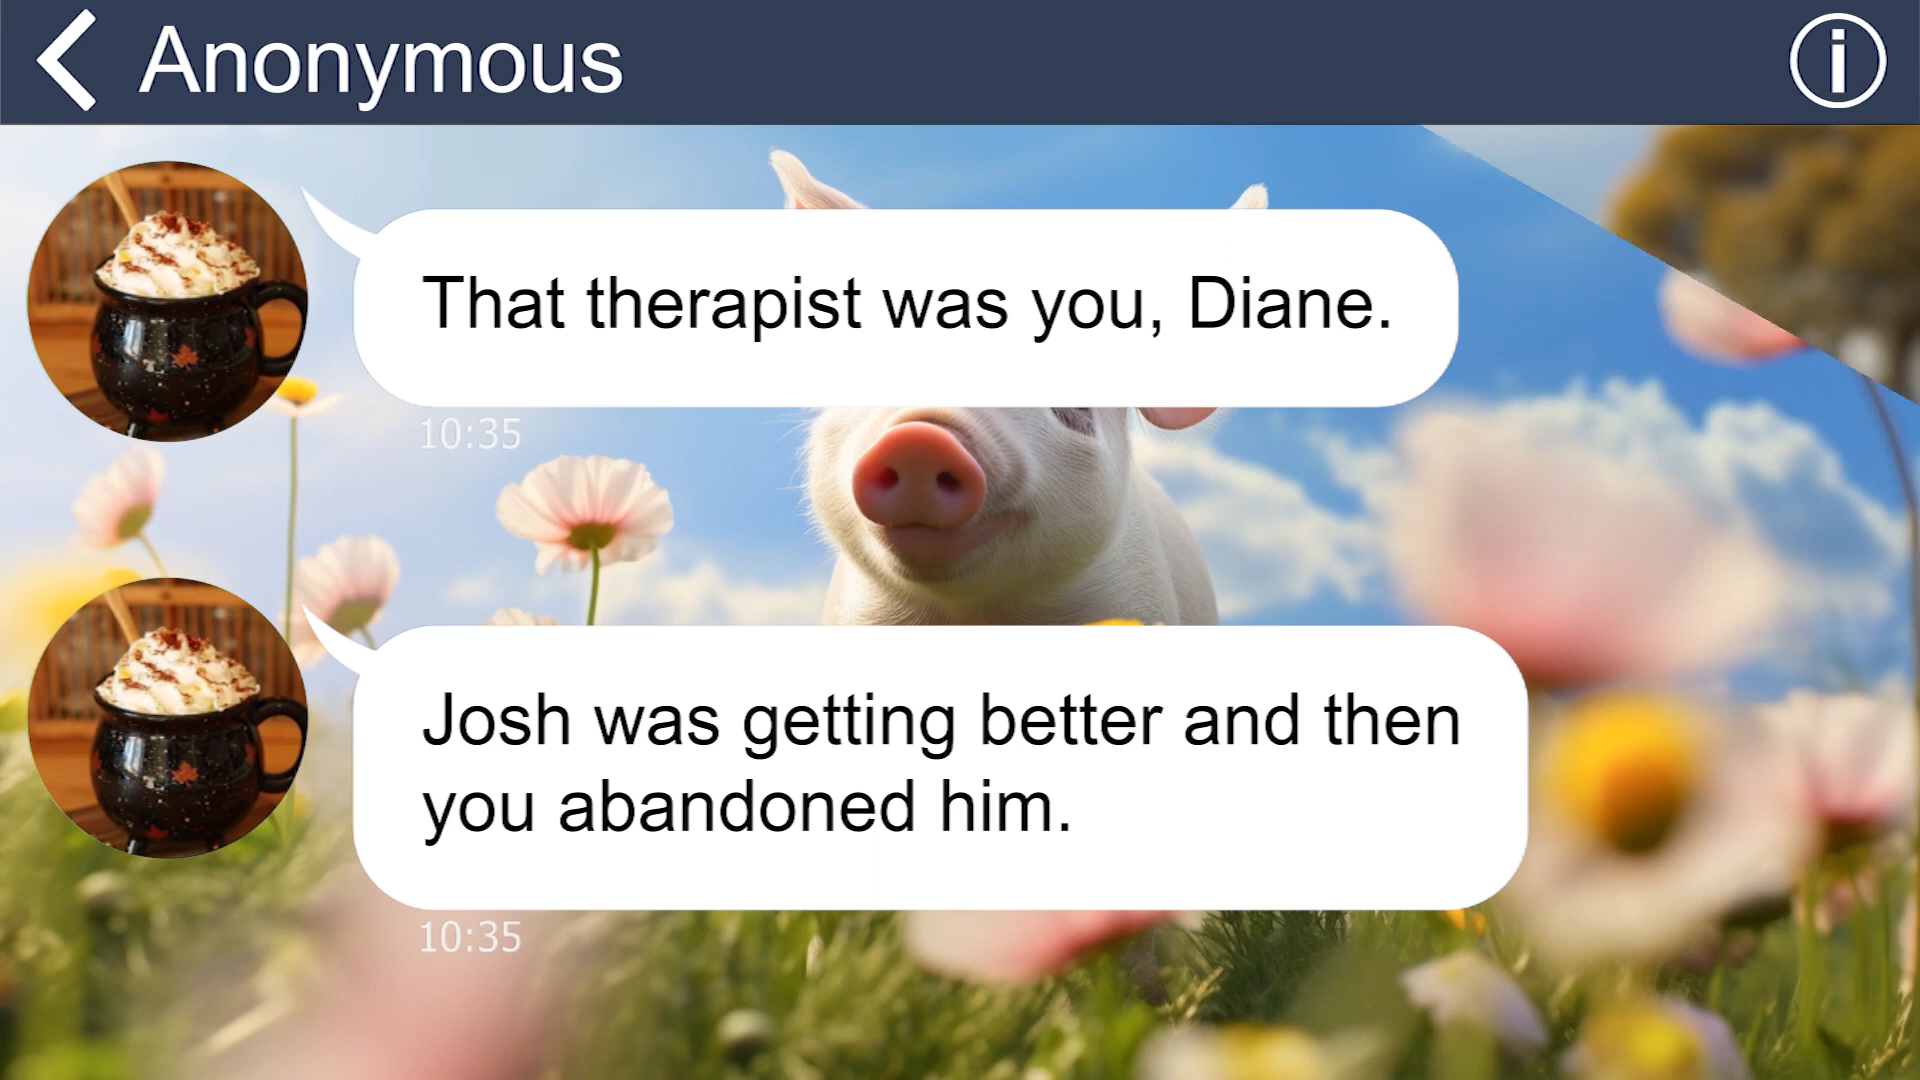 Anonymous
That therapist was you, Diane.
10:35
Josh was getting better and then
you abandoned him.
10:35